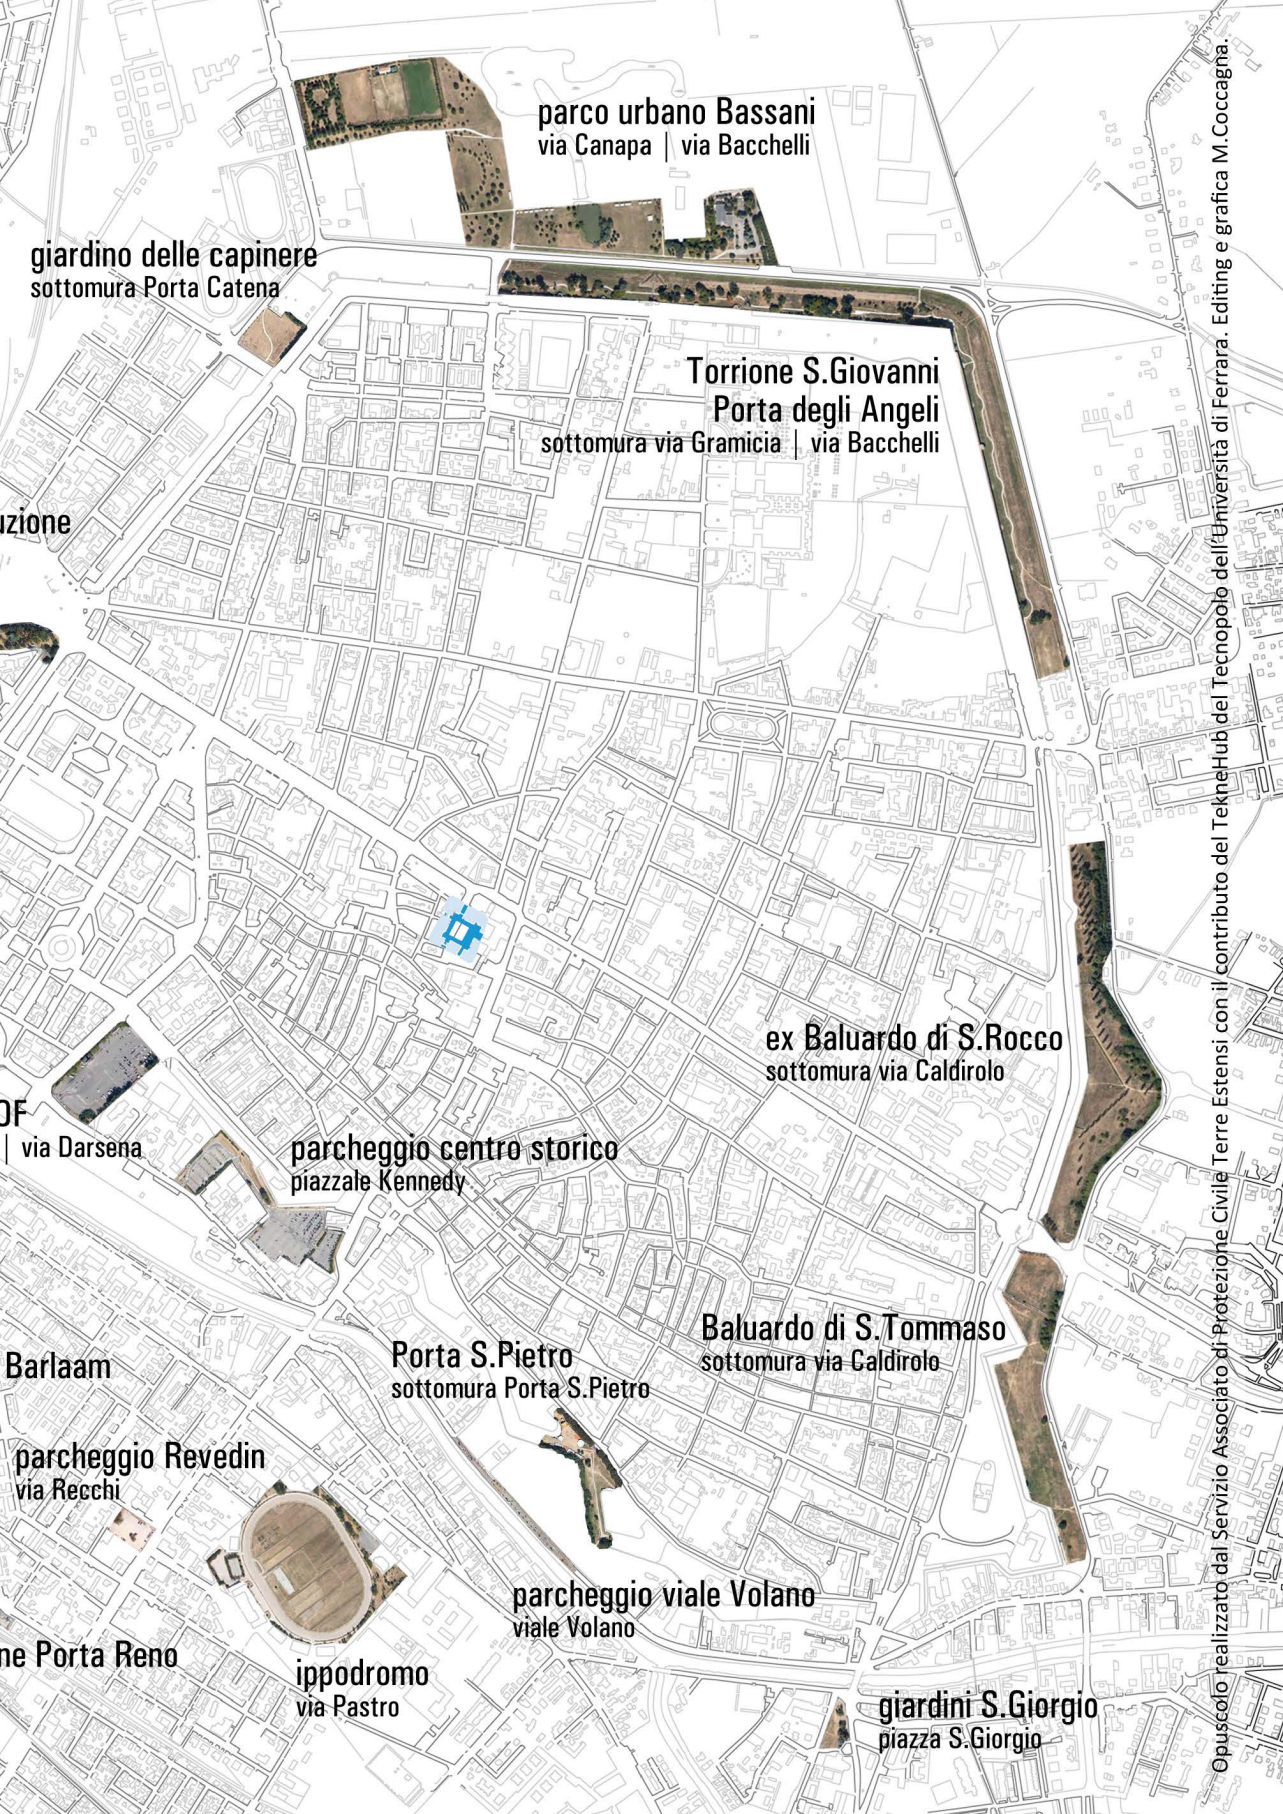 parco urbano Bassani
via Canapa | via Bacchelli
giardino delle capinere
sottomura Porta Catena
Torrione S.Giovanni
Porta degli Angeli
sottomura via Gramicia | via Bacchelli
uzione
ex Baluardo di S.Rocco
sottomura via Caldirolo
OF
| via Darsena
parcheggio centro storico
piazzale Kennedy
Baluardo di S.Tommaso
sottomura via Caldirolo
Porta S.Pietro
sottomura Porta S.Pietro
Barlaam
parcheggio Revedin
via Recchi
parcheggio viale Volano
viale Volano
ne Porta Reno
ippodromo
via Pastro
giardini S.Giorgio
piazza S.Giorgio
Opuscolo realizzato dal Servizio Associato di Protezione Civile Terre Estensi con il contributo del TekneHub del Tecnopolo dell'Università di Ferrara. Editing e grafica M.Coccagna.